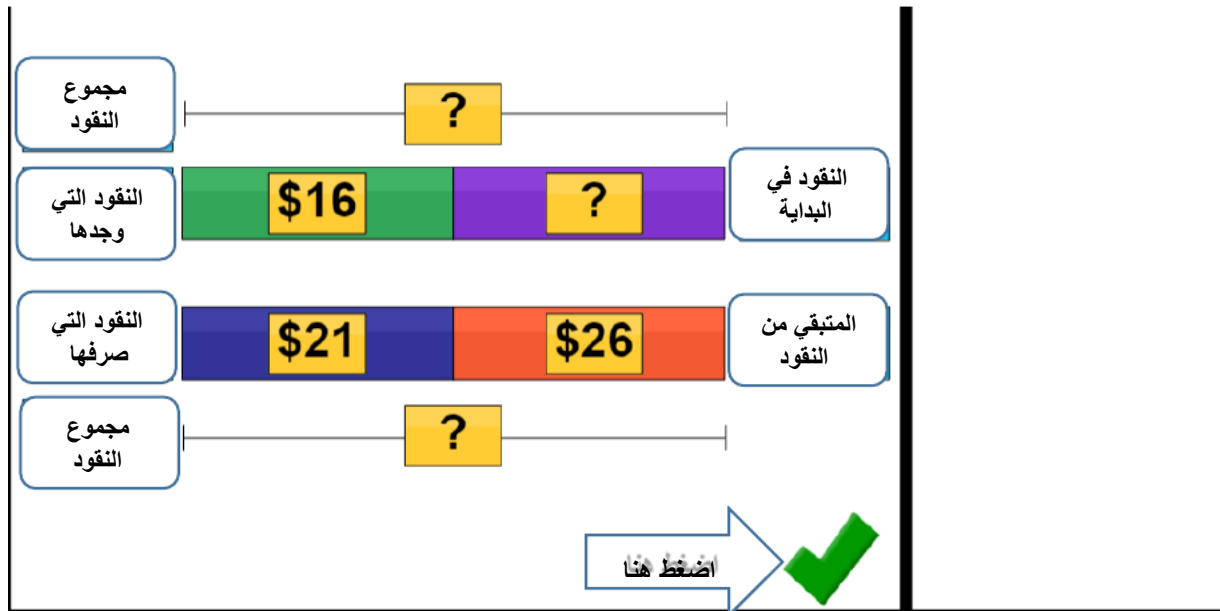 مجموع
النقود
?
النقود التي
وجدها
$16
?
النقود في
البداية
النقود التي
صرفها
$21
$26
المتبقي من
النقود
مجموع
النقود
?
اضغط هنا